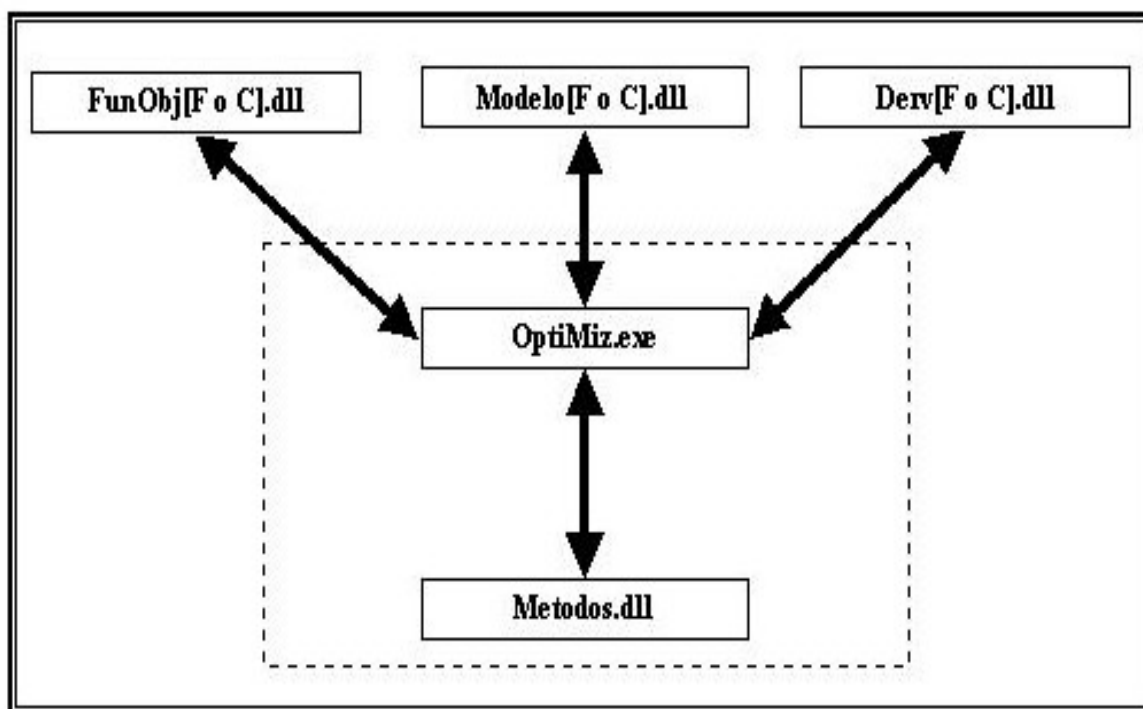 FunObj[F o C].dll
Modelo[F o C].dll
Derv[F o C].dll
OptiMiz.exe
Metodos.dll